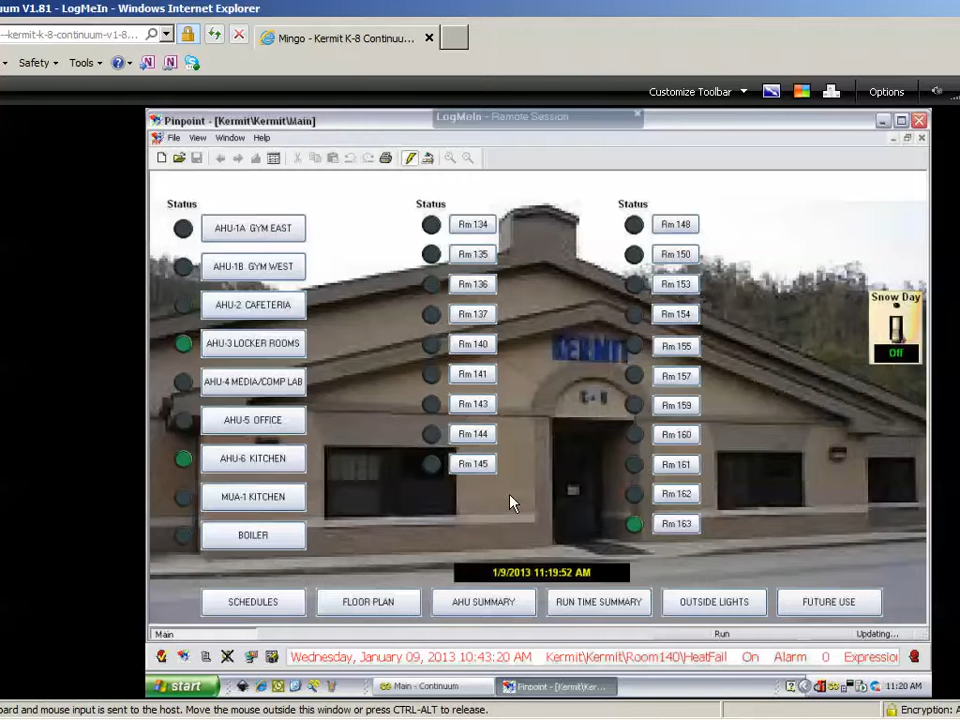 uum V1.81 - LogMeIn - Windows Internet Explorer
--kermit-k-8-continuum-v1-8...
Mingo - Kermit K-8 Continuu...
Safety
Tools
Customize Toolbar
Options
Pinpoint - [Kermit\Kermit\Main]
LogMeIn - Remote Session
File View Window Help
Status Status Status
AHU-1A GYM EAST
AHU-1B GYM WEST
AHU-2 CAFETERIA
AHU-3 LOCKER ROOMS
AHU-4 MEDIA/COMP LAB
AHU-5 OFFICE
AHU-6 KITCHEN
MUA-1 KITCHEN
BOILER
Rm 134
Rm 135
Rm 136
Rm 137
Rm 140
Rm 141
Rm 143
Rm 144
Rm 145
Rm 148
Rm 150
Rm 153
Rm 154
Rm 155
Rm 157
Rm 159
Rm 160
Rm 161
Rm 162
Rm 163
Snow Day
Off
KERMIT
1/9/2013 11:19:52 AM
SCHEDULES
FLOOR PLAN
AHU SUMMARY
RUN TIME SUMMARY
OUTSIDE LIGHTS
FUTURE USE
Main
Run
Updating...
Wednesday, January 09, 2013 10:43:20 AM Kermit\Kermit\Room140\HeatFail On Alarm 0 Expressio
start
Main - Continuum
Pinpoint - [Kermit\Ker...
11:20 AM
oard and mouse input is sent to the host. Move the mouse outside this window or press CTRL-ALT to release.
Encryption: A